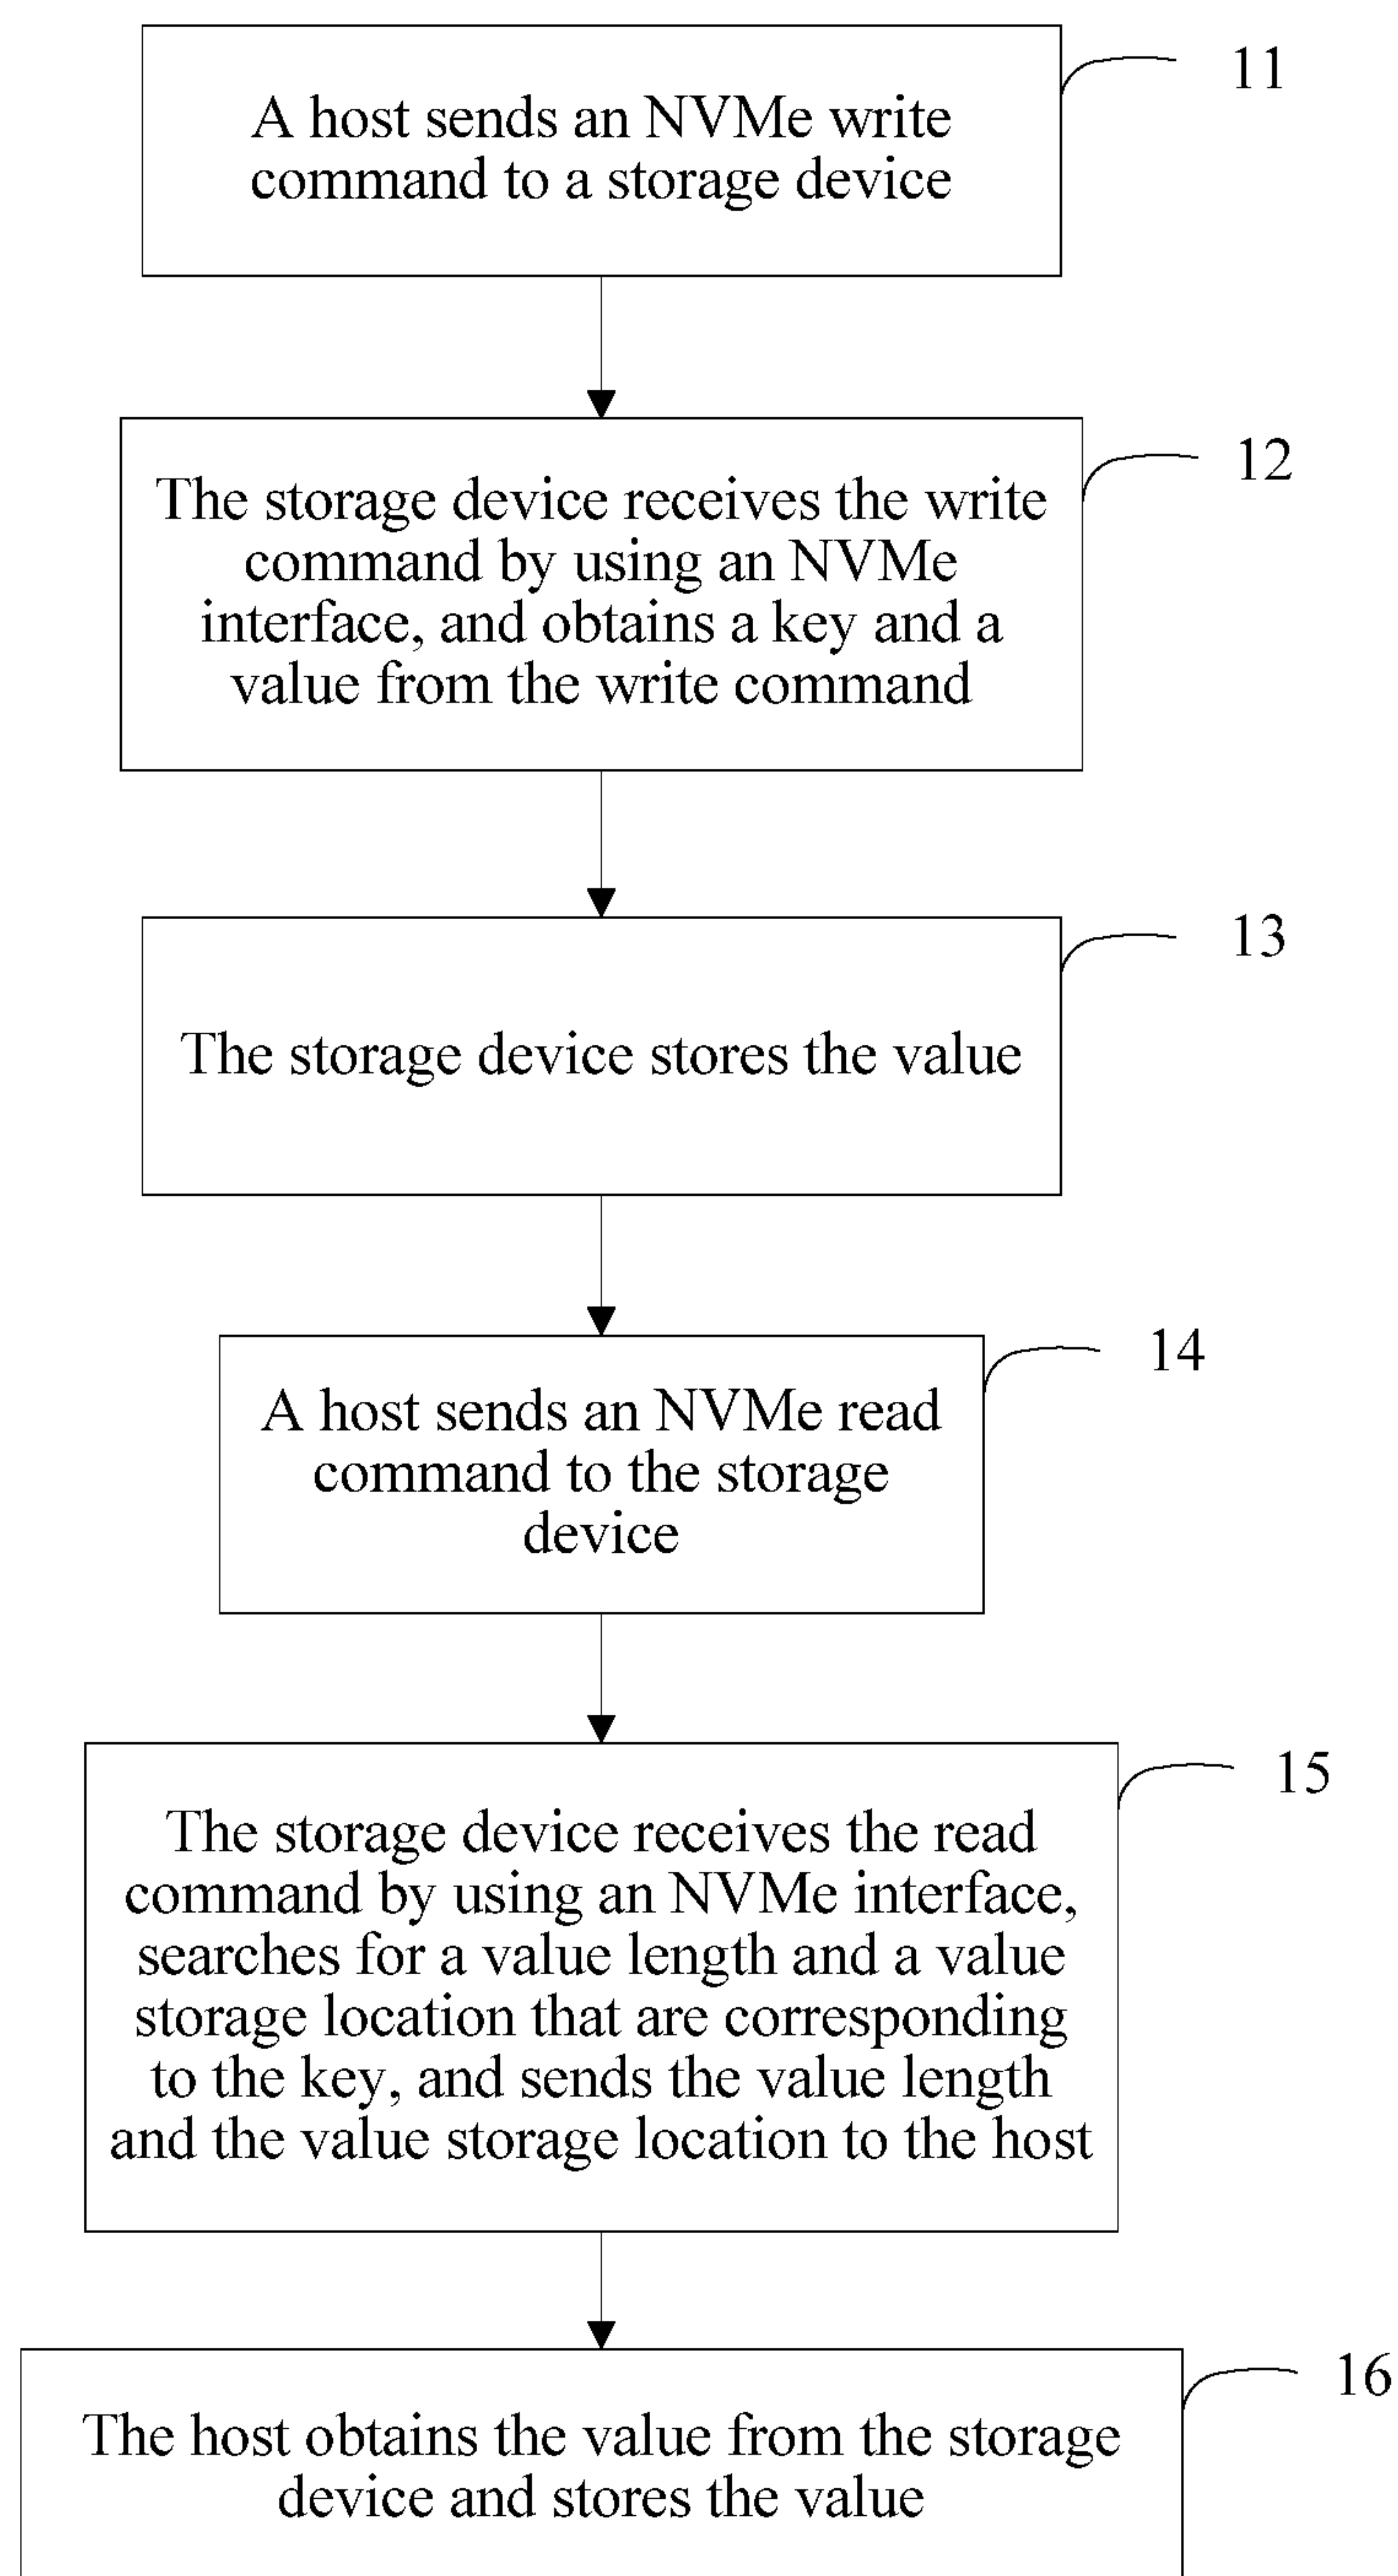 11
A host sends an NVMe write
command to a storage device
12
The storage device receives the write
command by using an NVMe
interface, and obtains a key and a
value from the write command
13
The storage device stores the value
14
A host sends an NVMe read
command to the storage
device
15
The storage device receives the read
command by using an NVMe interface,
searches for a value length and a value
storage location that are corresponding
to the key, and sends the value length
and the value storage location to the host
16
The host obtains the value from the storage
device and stores the value